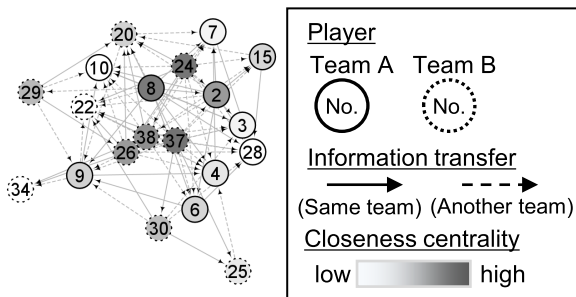 20
7
15
10
24
8
2
29
22
3
38
37
28
26
9
4
34
6
30
25
Player
Team A Team B
No. No.
Information transfer
(Same team) (Another team)
Closeness centrality
low high